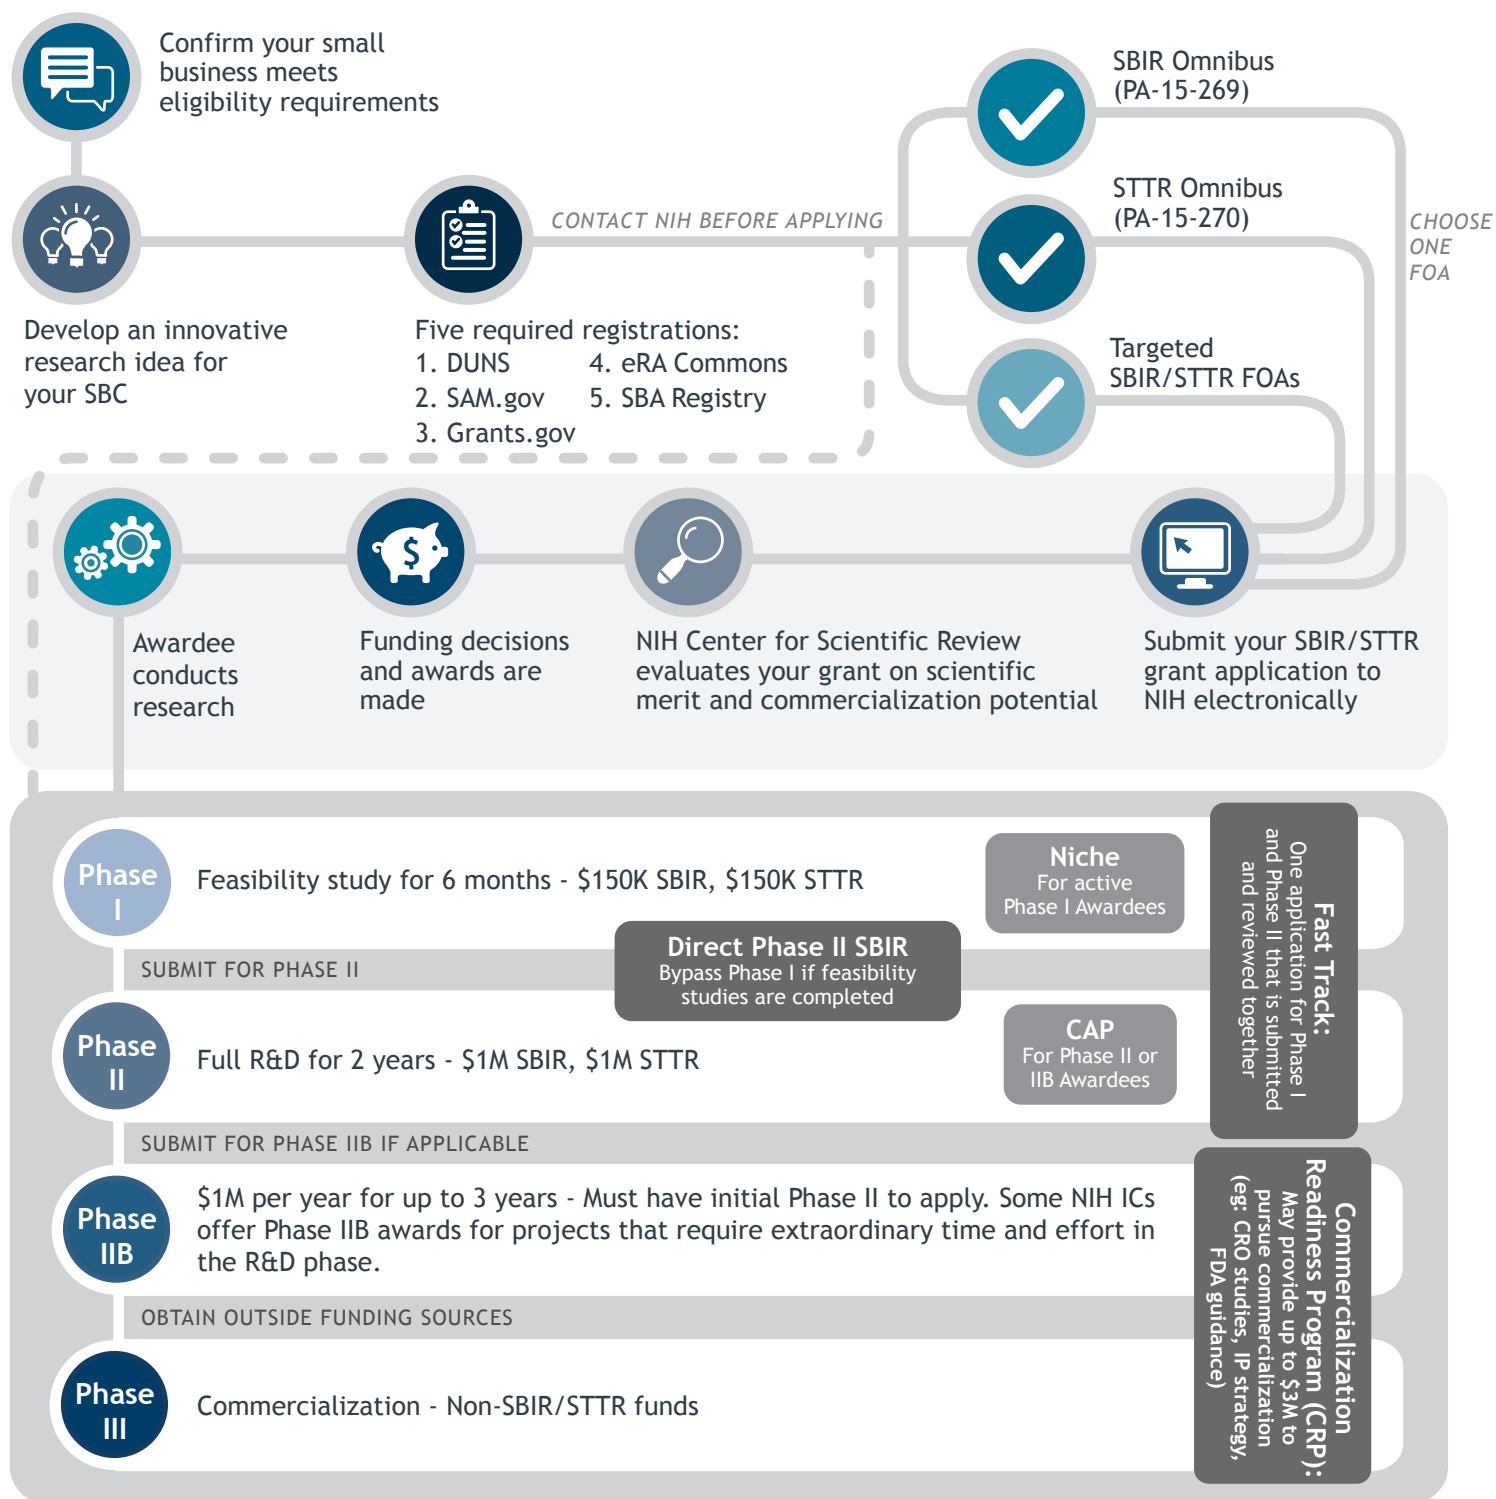 Confirm your small
business meets
eligibility requirements
Develop an innovative
research idea for
your SBC
Five required registrations:
1. DUNS
2. SAM.gov
3. Grants.gov
4. eRA Commons
5. SBA Registry
CONTACT NIH BEFORE APPLYING
SBIR Omnibus
(PA-15-269)
STTR Omnibus
(PA-15-270)
Targeted
SBIR/STTR FOAs
CHOOSE
ONE
FOA
$
Awardee
conducts
research
Funding decisions
and awards are
made
NIH Center for Scientific Review
evaluates your grant on scientific
merit and commercialization potential
Submit your SBIR/STTR
grant application to
NIH electronically
Phase
I
Feasibility study for 6 months - $150K SBIR, $150K STTR
Niche
For active
Phase I Awardees
Fast Track:
One application for Phase I
and Phase II that is submitted
and reviewed together
SUBMIT FOR PHASE II
Direct Phase II SBIR
Bypass Phase I if feasibility
studies are completed
Phase
II
Full R&D for 2 years - $1M SBIR, $1M STTR
CAP
For Phase II or
IIB Awardees
SUBMIT FOR PHASE IIB IF APPLICABLE
Phase
IIB
$1M per year for up to 3 years - Must have initial Phase II to apply. Some NIH ICs
offer Phase IIB awards for projects that require extraordinary time and effort in
the R&D phase.
Commercialization
Readiness Program (CRP):
May provide up to $3M to
pursue commercialization
(eg: CRO studies, IP strategy,
FDA guidance)
OBTAIN OUTSIDE FUNDING SOURCES
Phase
III
Commercialization - Non-SBIR/STTR funds